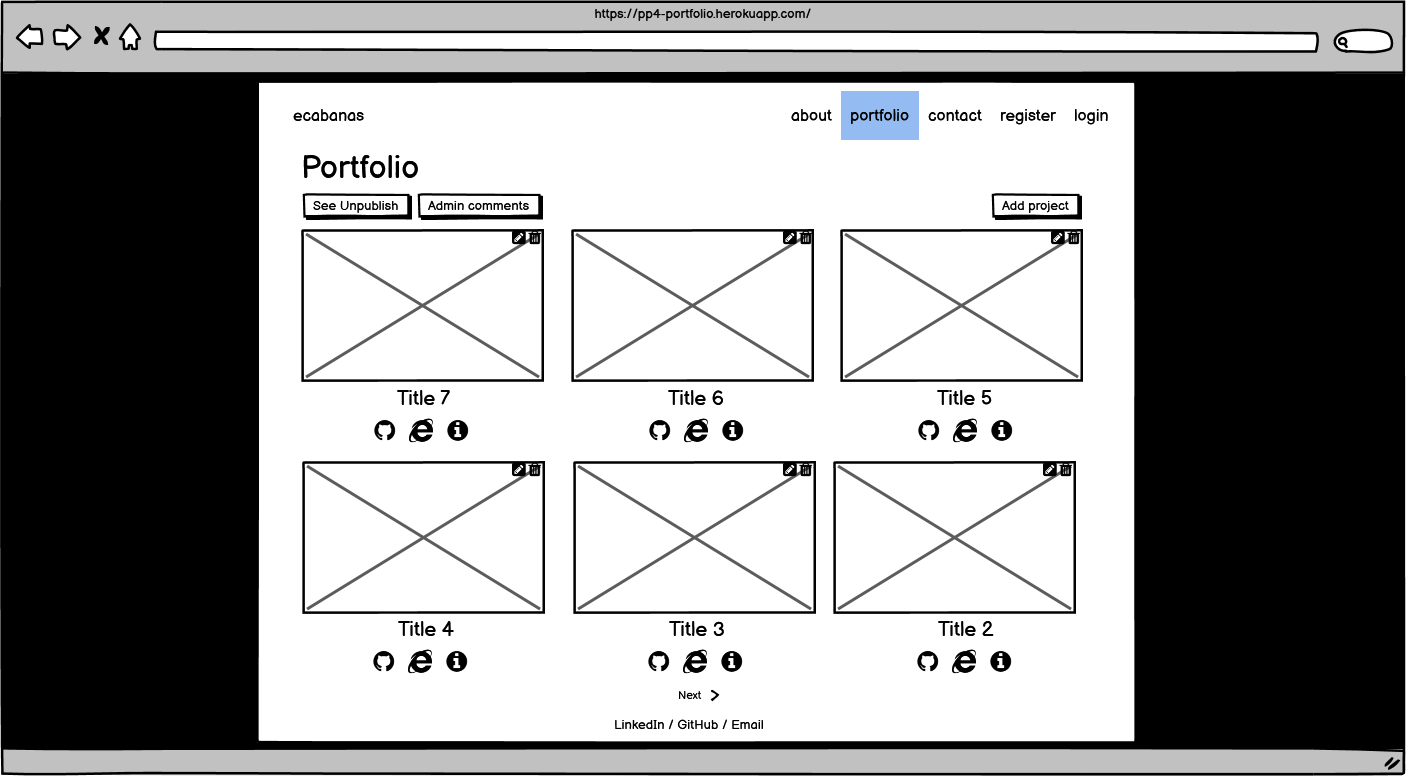 https://pp4-portfolio.herokuapp.com/
ecabanas about portfolio contact register login
Portfolio
See Unpublish Admin comments Add project
Title 7 Title 6 Title 5
Title 4 Title 3 Title 2
Next
LinkedIn / GitHub / Email